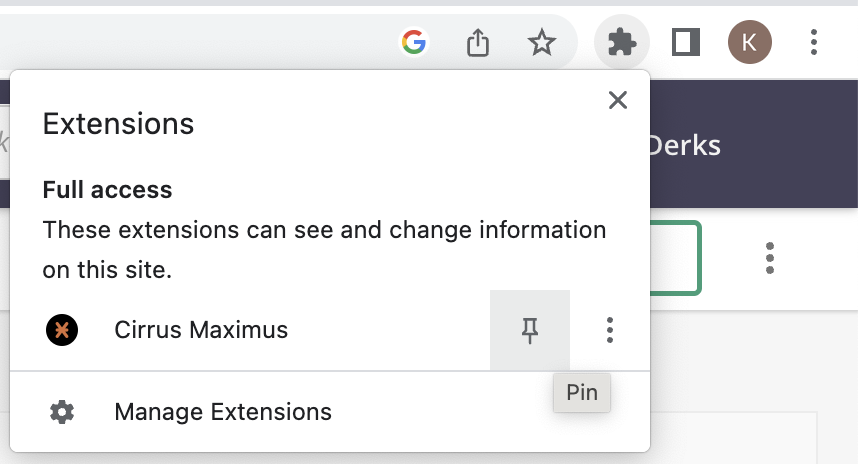 K
Extensions
k
Derks
Full access
These extensions can see and change information
on this site.
Cirrus Maximus
Pin
Manage Extensions